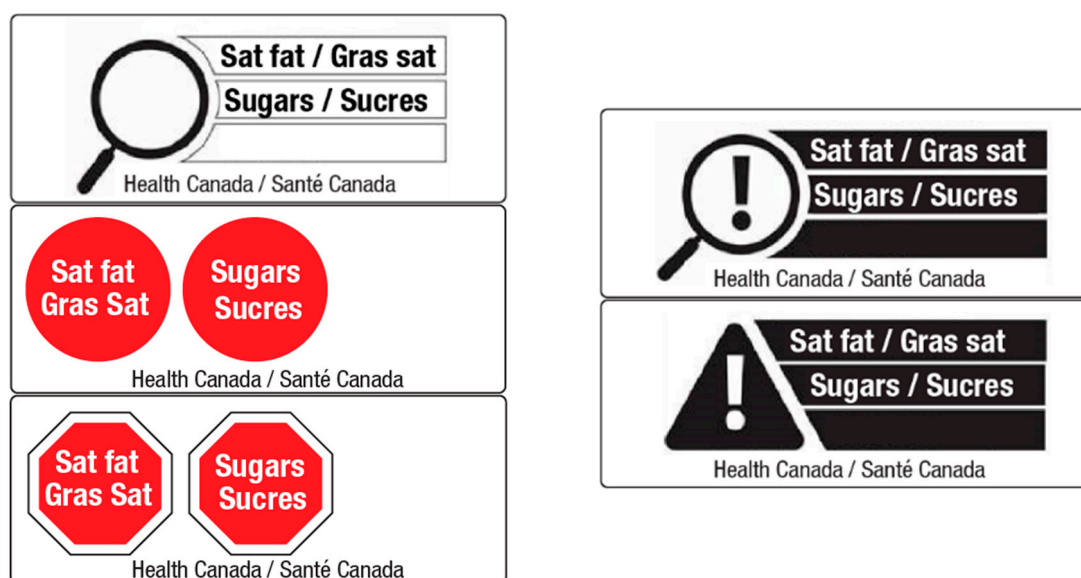 Sat fat / Gras sat
Sugars / Sucres
Health Canada / Santé Canada
Sat fat
Gras Sat
Sugars
Sucres
Health Canada / Santé Canada
Sat fat
Gras Sat
Sugars
Sucres
Health Canada / Santé Canada
!
Sat fat / Gras sat
Sugars / Sucres
Health Canada / Santé Canada
!
Sat fat / Gras sat
Sugars / Sucres
Health Canada / Santé Canada